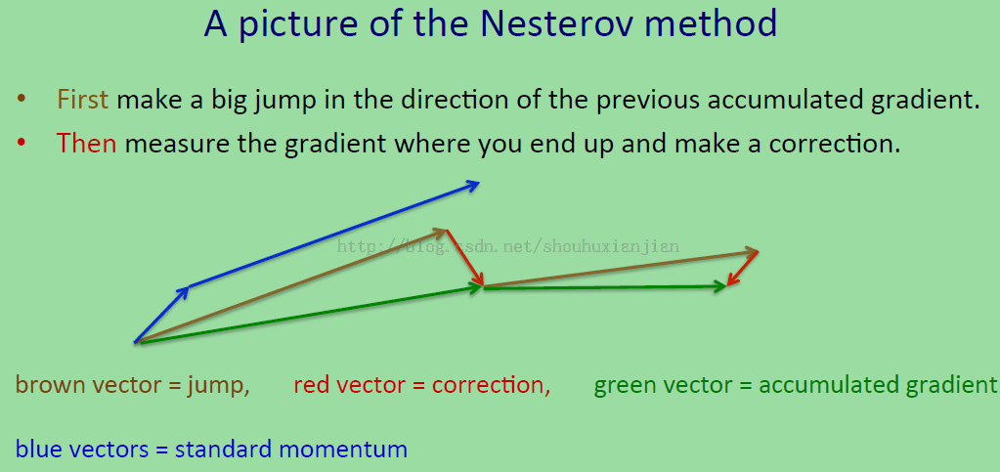 A picture of the Nesterov method
• First make a big jump in the direction of the previous accumulated gradient.
• Then measure the gradient where you end up and make a correction.
http://blog.csdn.net/shouhuxianjian
brown vector = jump, red vector = correction, green vector = accumulated gradient
blue vectors = standard momentum